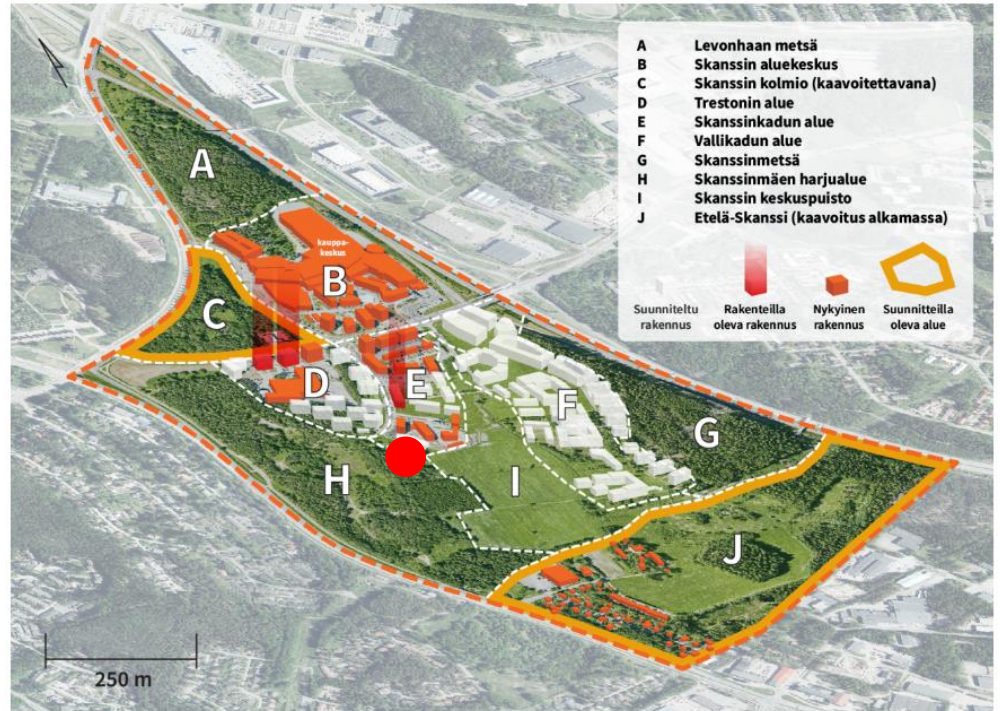 A Levonhaan metsä
B Skanssin aluekeskus
C Skanssin kolmio (kaavoitettavana)
D Trestonin alue
E Skanssinkadun alue
F Vallikadun alue
G Skanssinmetsä
H Skanssinmäen harjualue
I Skanssin keskuspuisto
J Etelä-Skanssi (kaavoitus alkamassa)
Suunniteltu
rakennus
Rakenteilla
oleva rakennus
Nykyinen
rakennus
Suunnitteilla
oleva alue
A
kauppa-
keskus
B
C
D
E
F
G
H
I
J
250 m